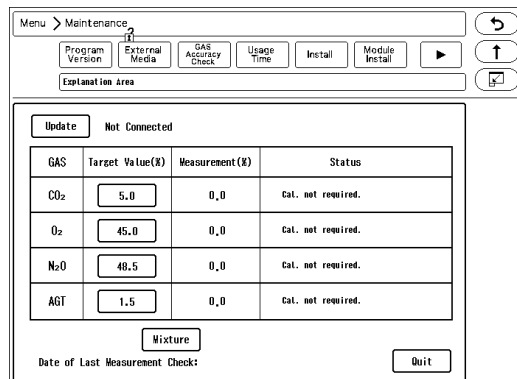 Menu > Maintenance
Program Version
External Media
GAS Accuracy Check
Usage Time
Install
Module Install
Explanation Area
Update Not Connected
GAS Target Value(%) Measurement(%) Status
CO₂ 5.0 0.0 Cal. not required.
O₂ 45.0 0.0 Cal. not required.
N₂O 48.5 0.0 Cal. not required.
AGT 1.5 0.0 Cal. not required.
Mixture
Date of Last Measurement Check:
Quit